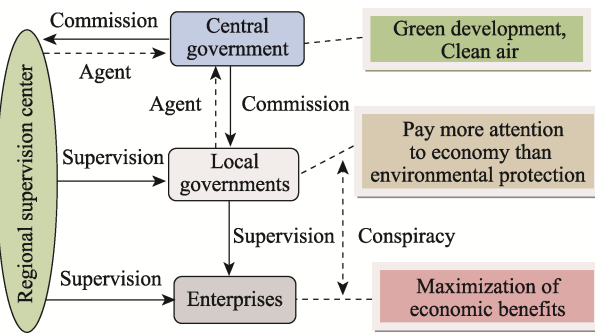 Commission
Central
government
Green development,
Clean air
Agent
Agent
Commission
Regional supervision center
Supervision
Local
governments
Pay more attention
to economy than
environmental protection
Supervision
Conspiracy
Supervision
Enterprises
Maximization of
economic benefits